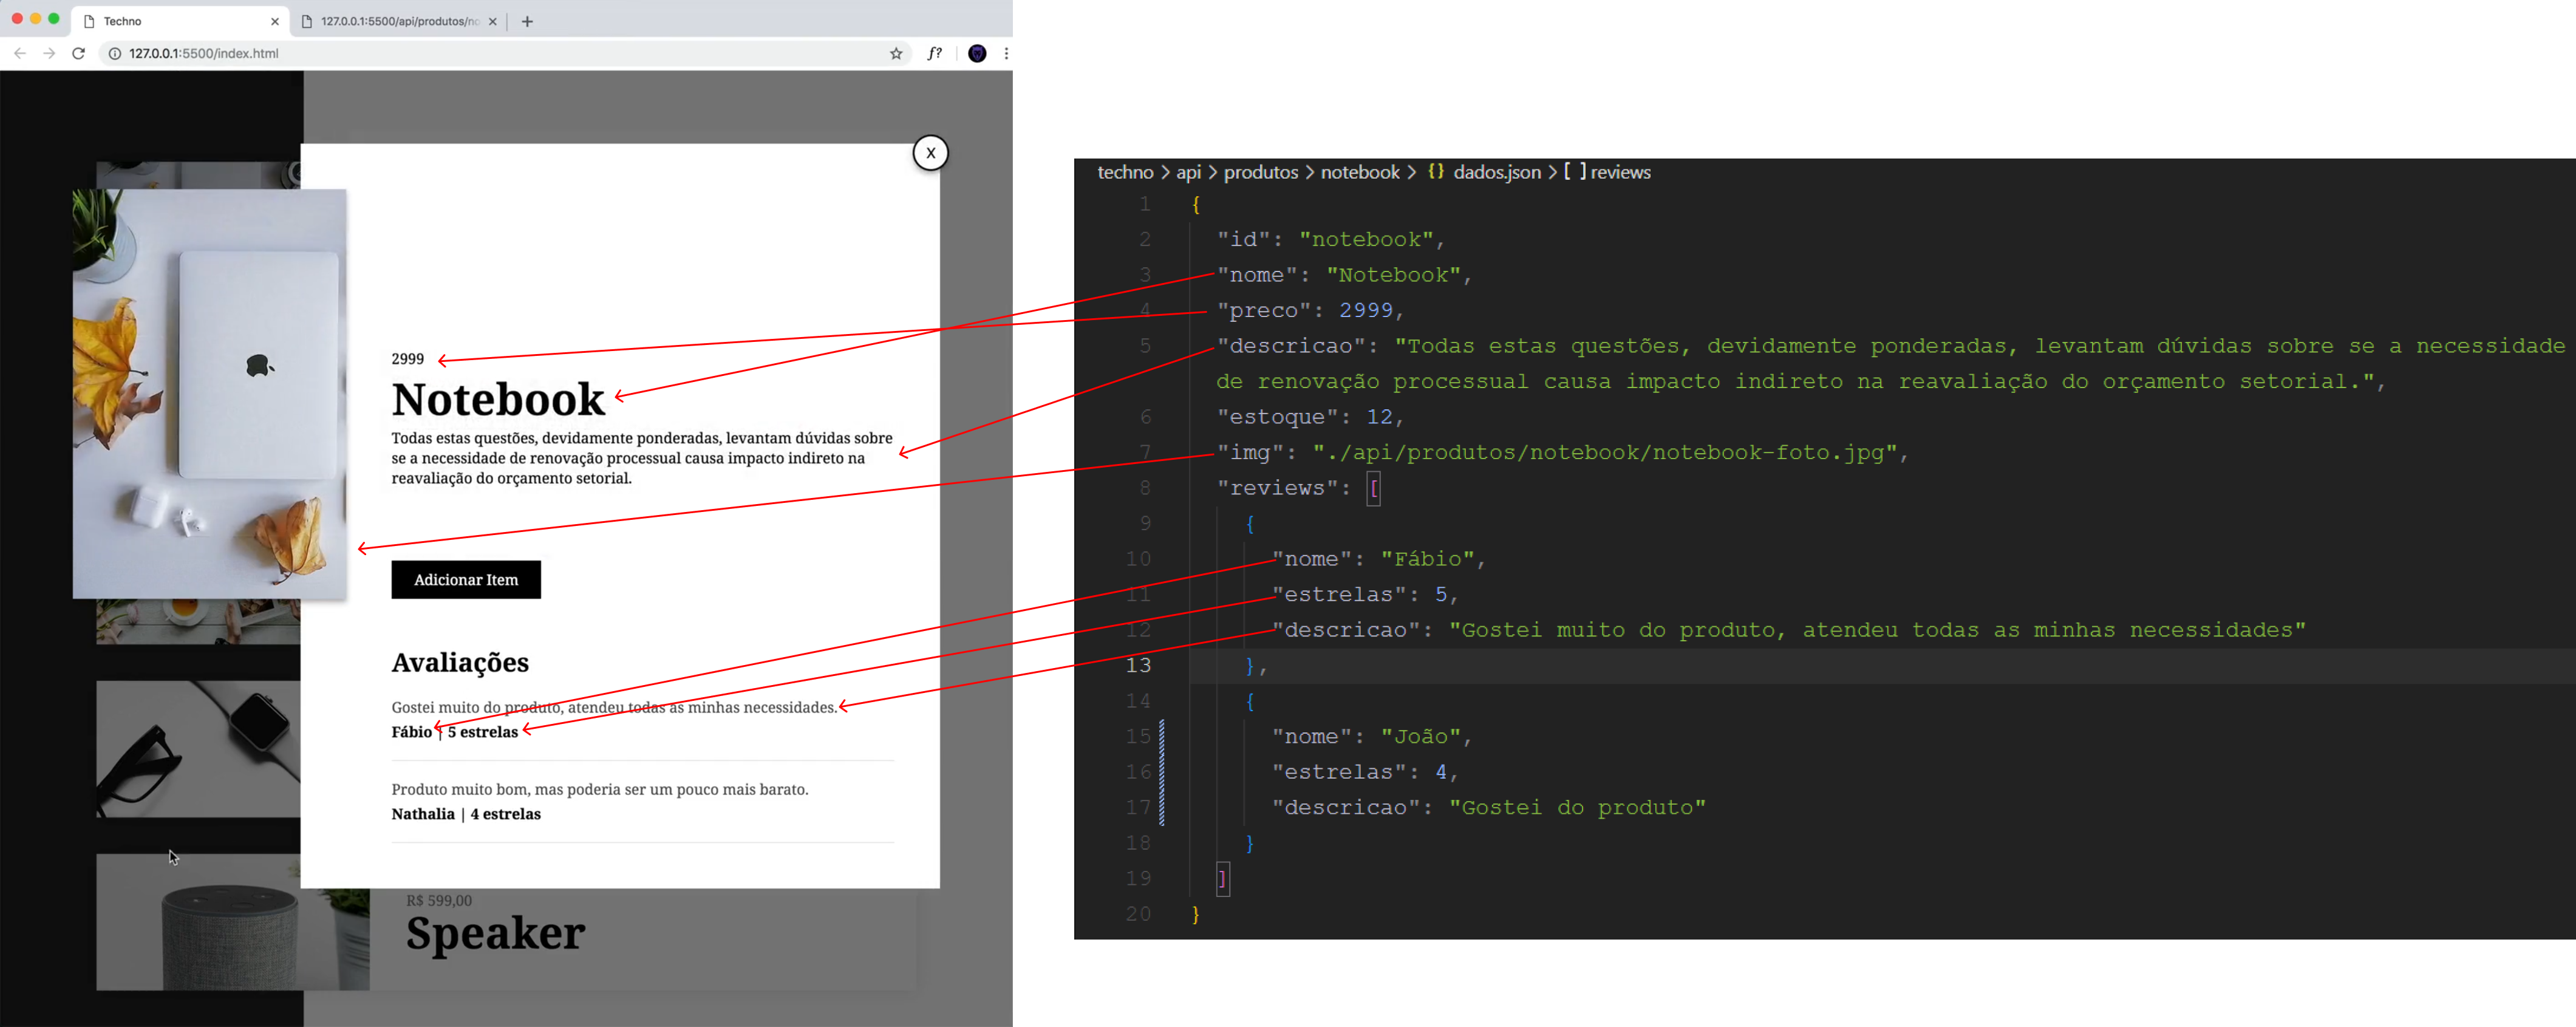 Techno
127.0.0.1:5500/api/produtos/no
127.0.0.1:5500/index.html
f?
X
2999
Notebook
Todas estas questões, devidamente ponderadas, levantam dúvidas sobre
se a necessidade de renovação processual causa impacto indireto na
reavaliação do orçamento setorial.
Adicionar Item
Avaliações
Gostei muito do produto, atendeu todas as minhas necessidades.
Fábio | 5 estrelas
Produto muito bom, mas poderia ser um pouco mais barato.
Nathalia | 4 estrelas
R$ 599,00
Speaker
techno > api > produtos > notebook > {} dados.json > [ ] reviews
1 {
2 "id": "notebook",
3 "nome": "Notebook",
4 "preco": 2999,
5 "descricao": "Todas estas questões, devidamente ponderadas, levantam dúvidas sobre se a necessidade
de renovação processual causa impacto indireto na reavaliação do orçamento setorial.",
6 "estoque": 12,
7 "img": "./api/produtos/notebook/notebook-foto.jpg",
8 "reviews": [
9 {
10 "nome": "Fábio",
11 "estrelas": 5,
12 "descricao": "Gostei muito do produto, atendeu todas as minhas necessidades"
13 },
14 {
15 "nome": "João",
16 "estrelas": 4,
17 "descricao": "Gostei do produto"
18 }
19 ]
20 }